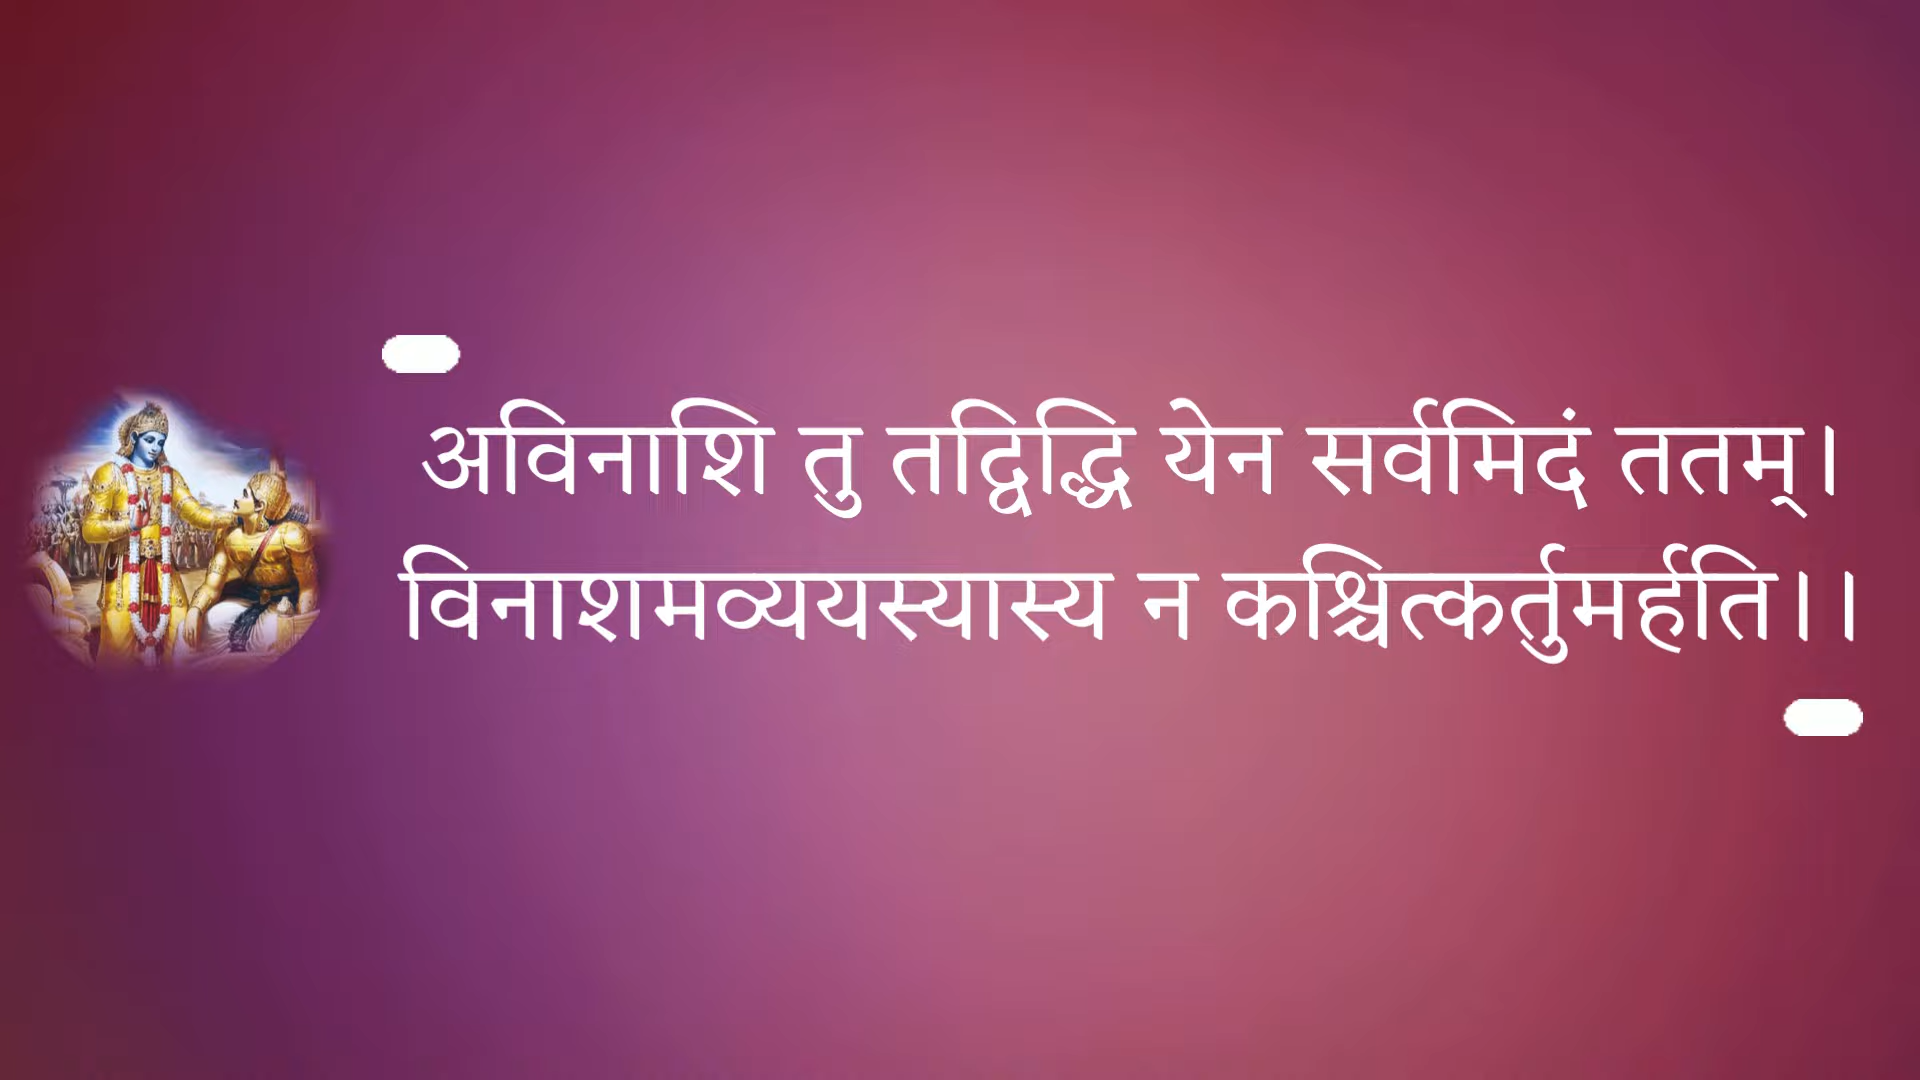 अविनाशि तु तद्विद्धि येन सर्वमिदं ततम्।
विनाशमव्ययस्यास्य न कश्चित्कर्तुमर्हति।।